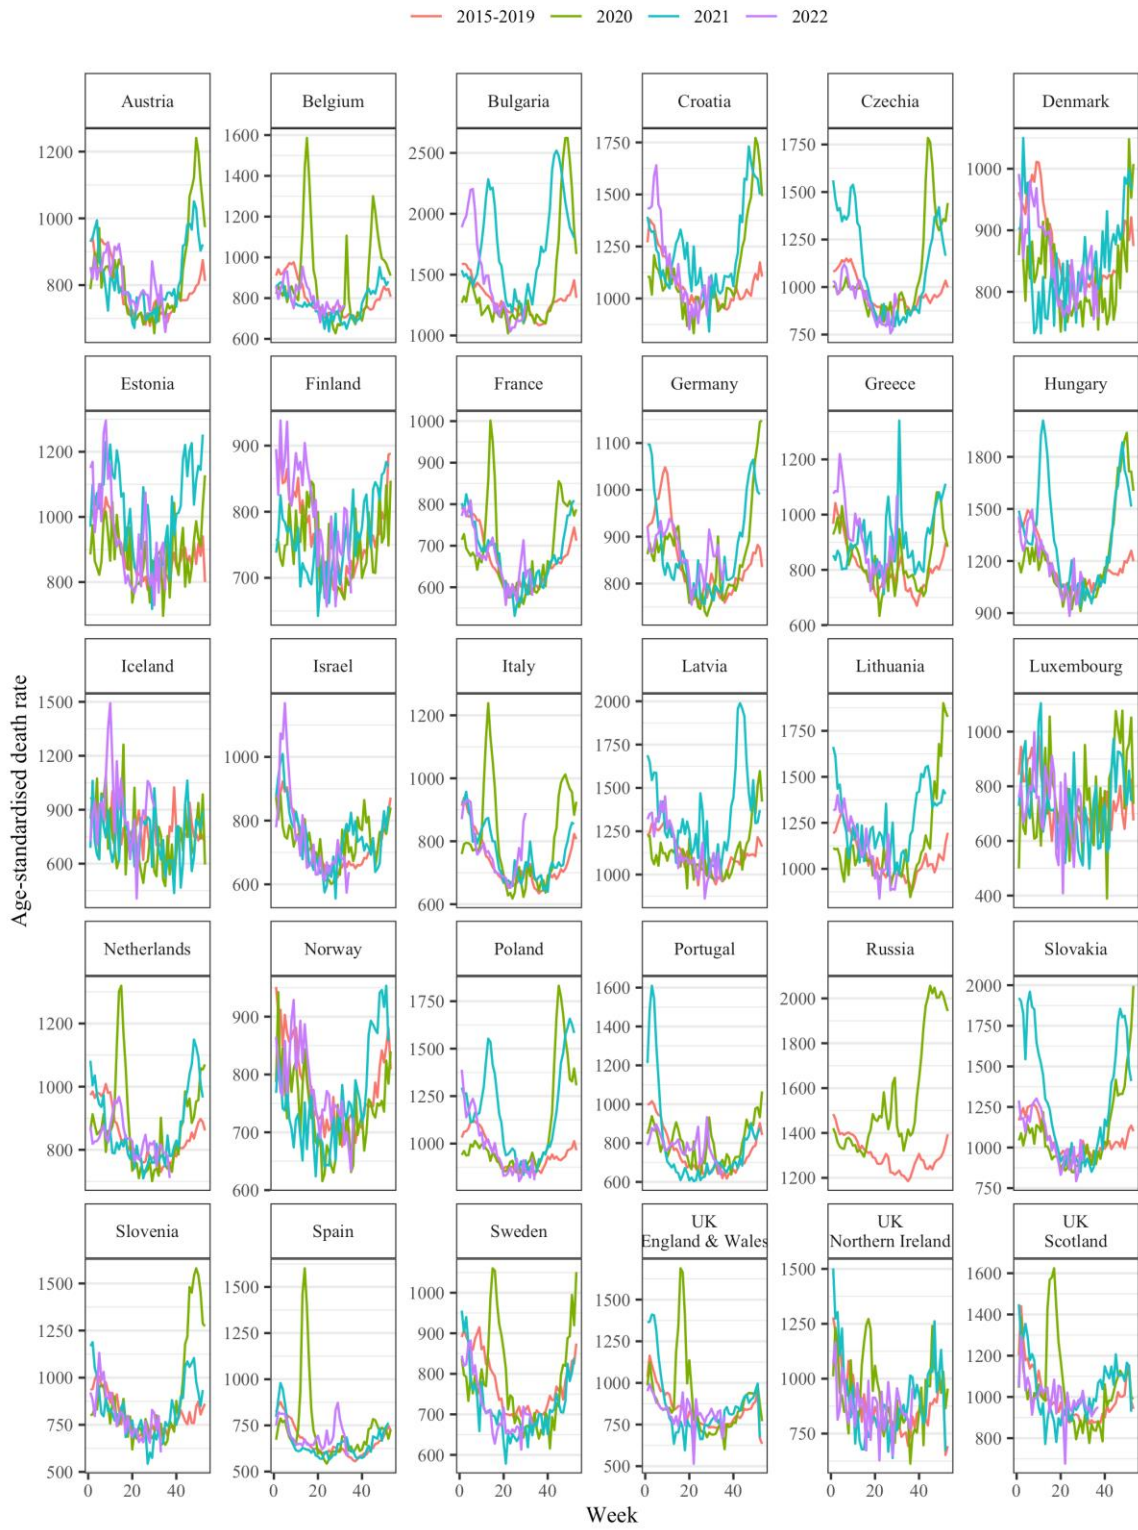 2015-2019 2020 2021 2022
Austria Belgium Bulgaria Croatia Czechia Denmark
1200 1000 800
1600 1400 1200 1000 800 600
2500 2000 1500 1000
1750 1500 1250 1000
1750 1500 1250 1000 750
1000 900 800
Estonia Finland France Germany Greece Hungary
1200 1000 800
900 800 700
1000 900 800 700 600
1100 1000 900 800
1200 1000 800 600
1800 1500 1200 900
Age-standardised death rate
Iceland Israel Italy Latvia Lithuania Luxembourg
1500 1200 900 600
1000 800 600
1200 1000 800 600
2000 1750 1500 1250 1000
1750 1500 1250 1000
1000 800 600 400
Netherlands Norway Poland Portugal Russia Slovakia
1200 1000 800
900 800 700 600
1750 1500 1250 1000
1600 1400 1200 1000 800 600
2000 1800 1600 1400 1200
2000 1750 1500 1250 1000 750
Slovenia Spain Sweden UK England & Wales UK Northern Ireland UK Scotland
1500 1250 1000 750 500
1500 1250 1000 750 500
1000 900 800 700 600
1500 1250 1000 750 500
1500 1250 1000 750
1600 1400 1200 1000 800
0 20 40 0 20 40 0 20 40 0 20 40 0 20 40 0 20 40
Week